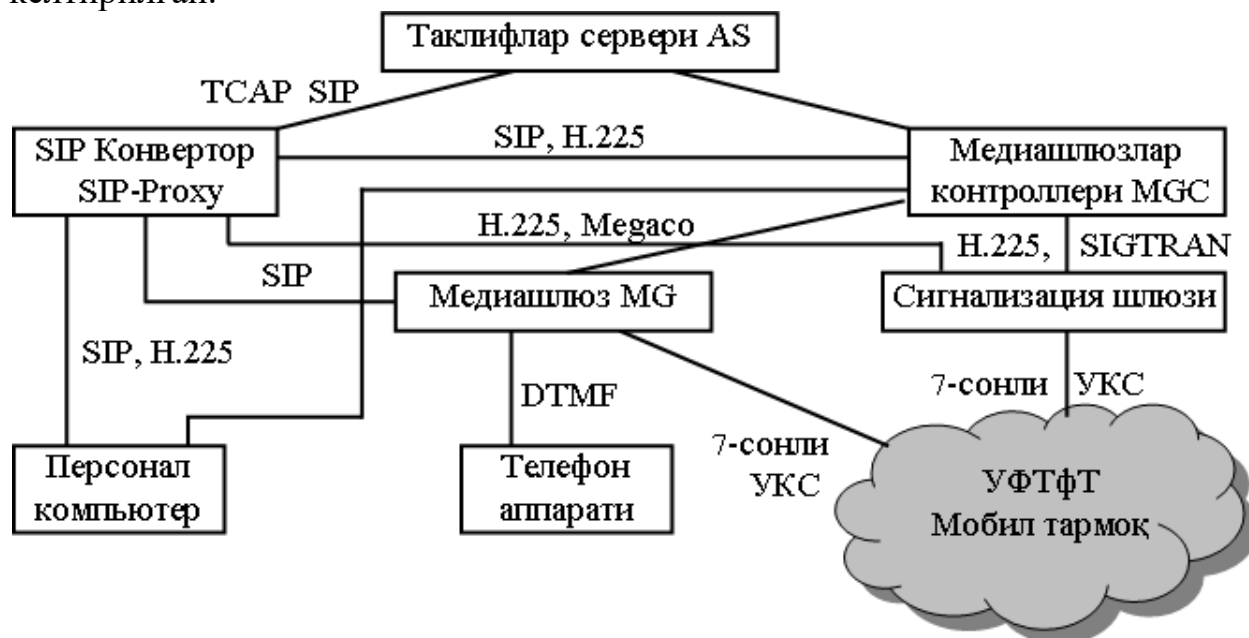 келтирилган.
Таклифлар сервери AS
TCAP SIP
SIP Конвертор
SIP-Proxy
SIP, H.225
Медиашлюзлар
контроллери MGC
H.225, Megaco
H.225, SIGTRAN
SIP
Медиашлюз MG
Сигнализация шлюзи
SIP, H.225
DTMF
7-сонли УКС
Персонал
компьютер
Телефон
аппарати
7-сонли
УКС
УФТфТ
Мобил тармоқ